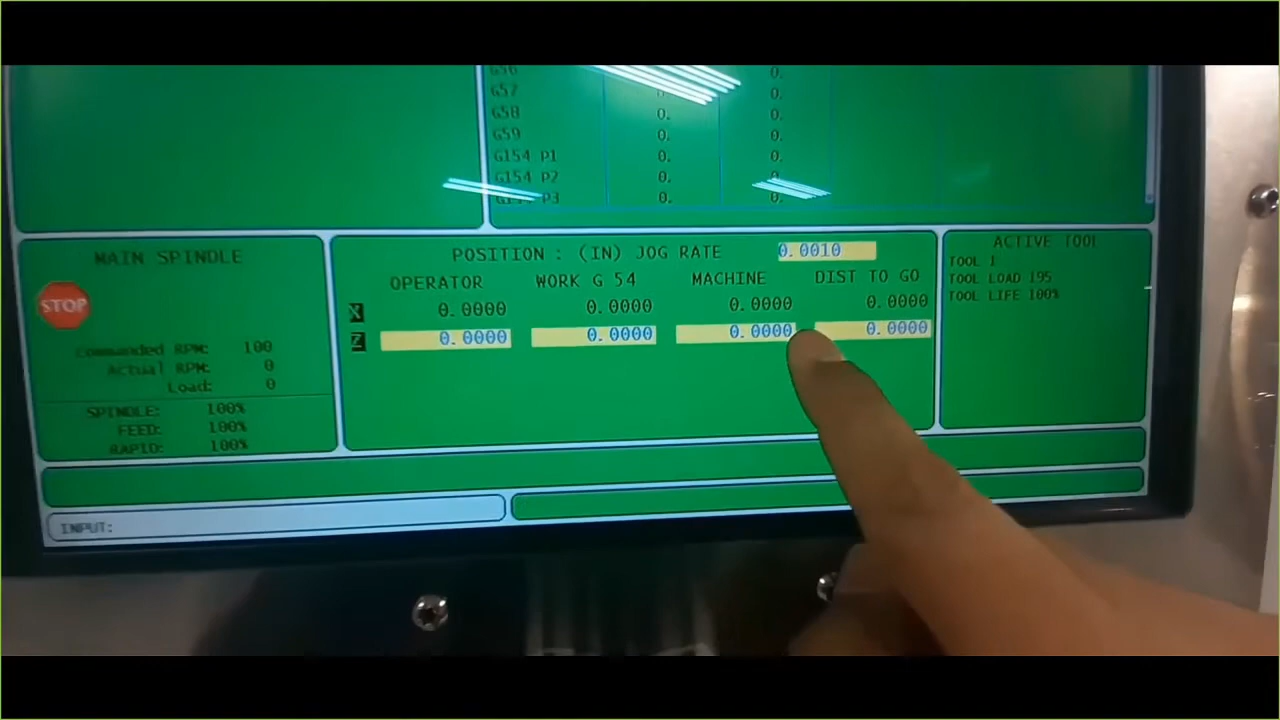 G56 0.
G57 0.
G58 0. 0.
G59 0. 0.
G154 P1 0. 0.
G154 P2 0. 0.
P3 0. 0.
MAIN SPINDLE
STOP
Commanded RPM: 100
Actual RPM: 0
Load: 0
SPINDLE: 100%
FEED: 100%
RAPID: 100%
POSITION : (IN) JOG RATE 0.0010
OPERATOR WORK G 54 MACHINE DIST TO GO
X 0.0000 0.0000 0.0000 0.0000
Z 0.0000 0.0000 0.0000 0.0000
ACTIVE TOOL
TOOL 1
TOOL LOAD 195
TOOL LIFE 100%
INPUT: